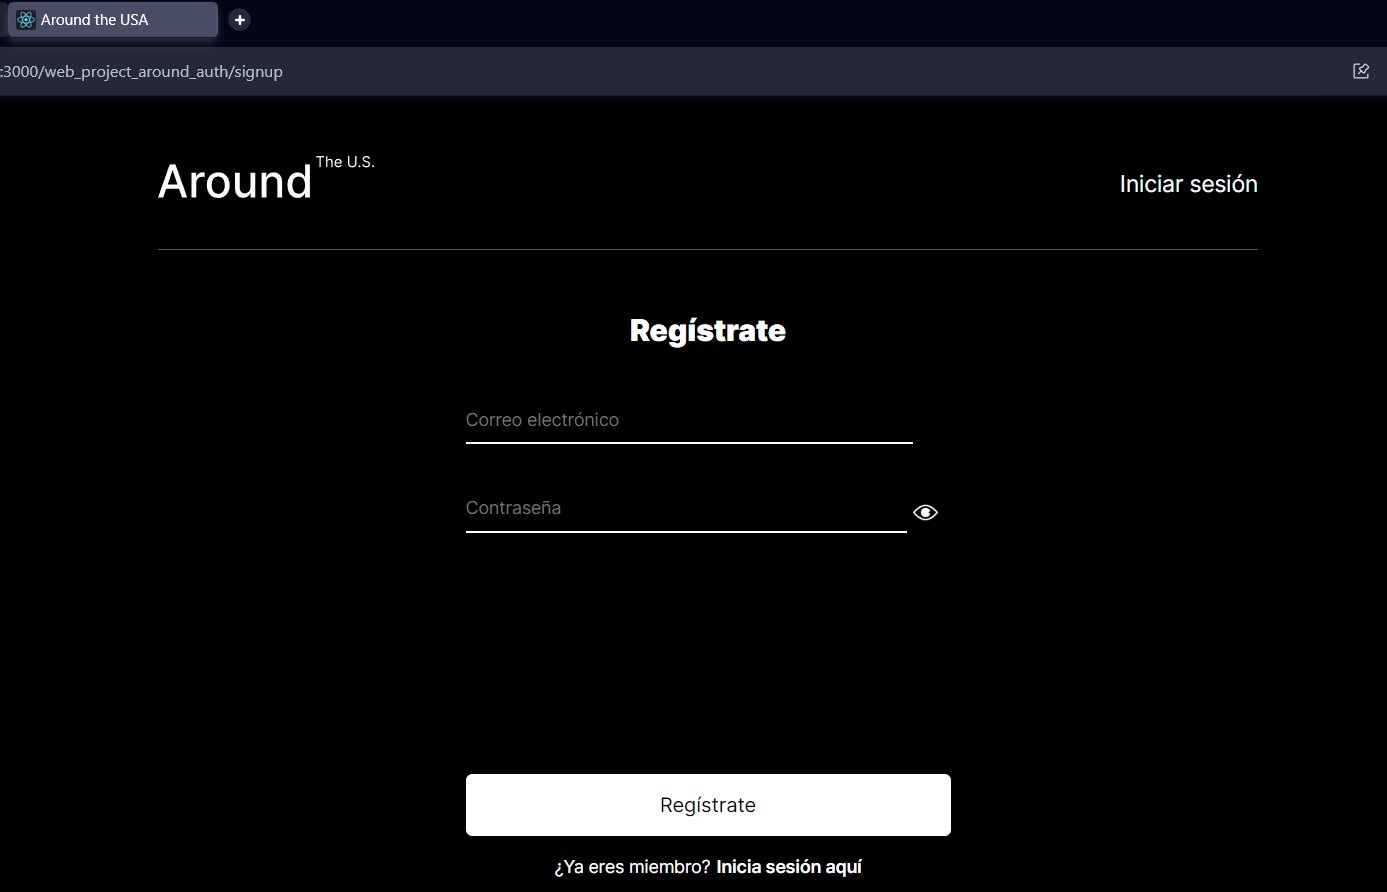 Around the USA
:3000/web_project_around_auth/signup
Around The U.S.
Iniciar sesión
Regístrate
Correo electrónico
Contraseña
Regístrate
¿Ya eres miembro? Inicia sesión aquí